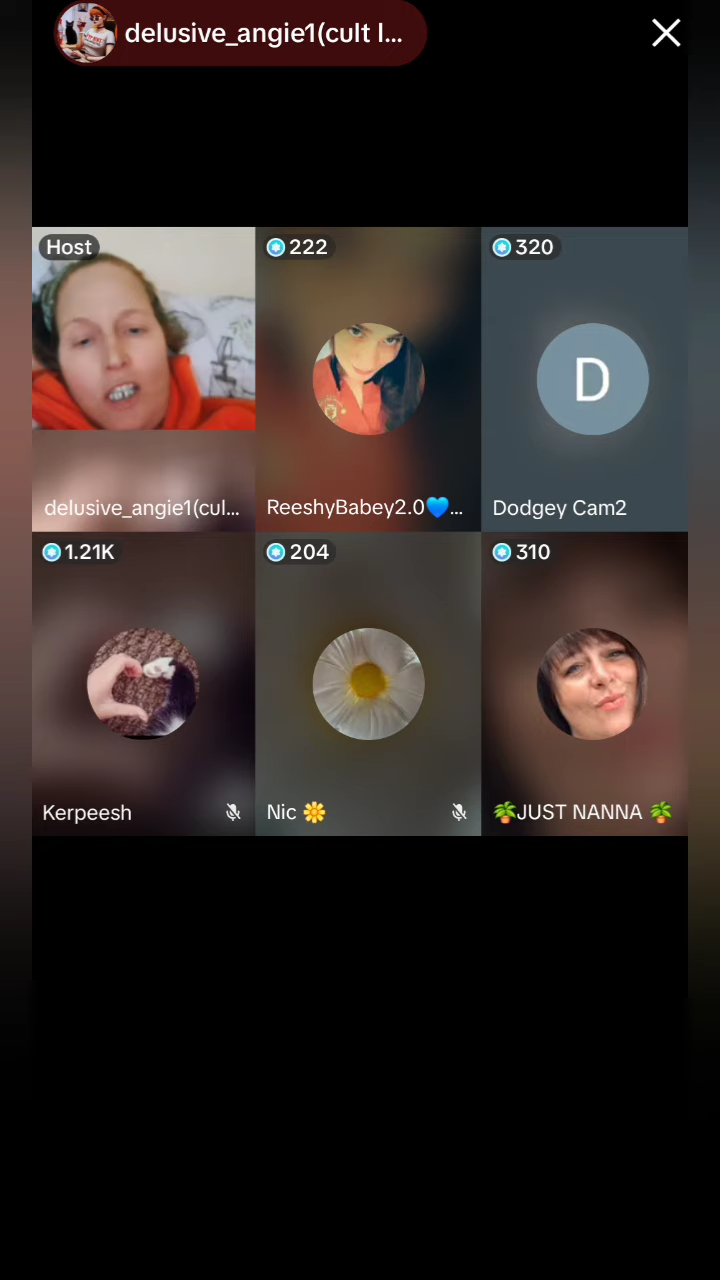 delusive_angie1(cult l...
Host
222
320
delusive_angie1(cul...
ReeshyBabey2.0💙...
Dodgey Cam2
D
1.21K
204
310
Kerpeesh
Nic 🌼
🪴JUST NANNA 🪴